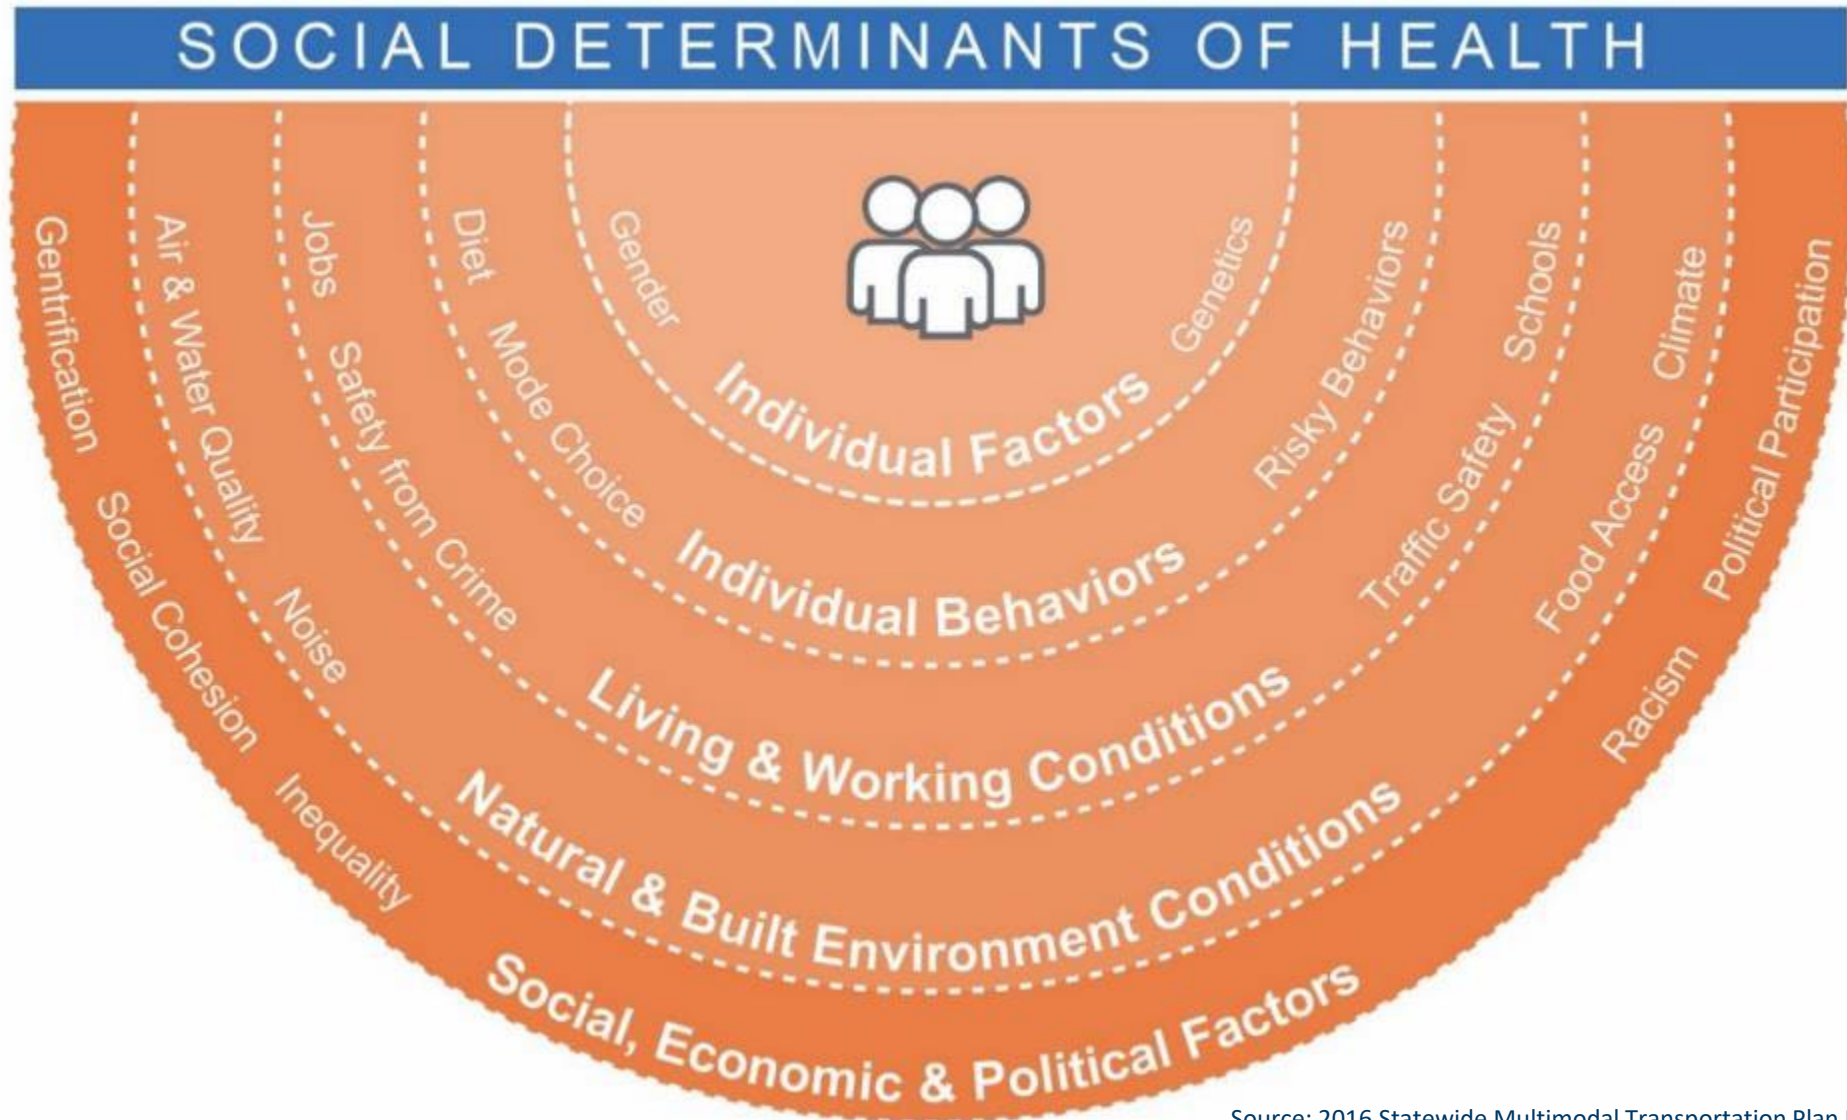 SOCIAL DETERMINANTS OF HEALTH
Gender
Genetics
Individual Factors
Diet
Mode Choice
Risky Behaviors
Individual Behaviors
Jobs
Safety from Crime
Traffic Safety
Schools
Living & Working Conditions
Air & Water Quality
Noise
Food Access
Climate
Natural & Built Environment Conditions
Gentrification
Social Cohesion
Inequality
Racism
Political Participation
Social, Economic & Political Factors
Source: 2016 Statewide Multimodal Transportation Plan